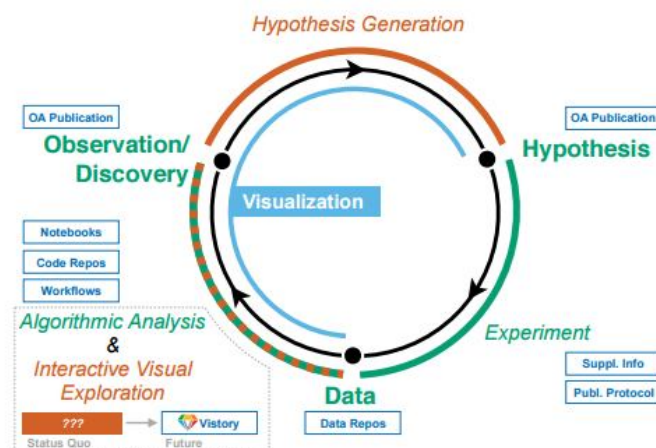 Hypothesis Generation
OA Publication
Observation/
Discovery
OA Publication
Hypothesis
Visualization
Notebooks
Code Repos
Workflows
Algorithmic Analysis
&
Interactive Visual
Exploration
???
Vistory
Status Quo
Future
Experiment
Suppl. Info
Publ. Protocol
Data
Data Repos